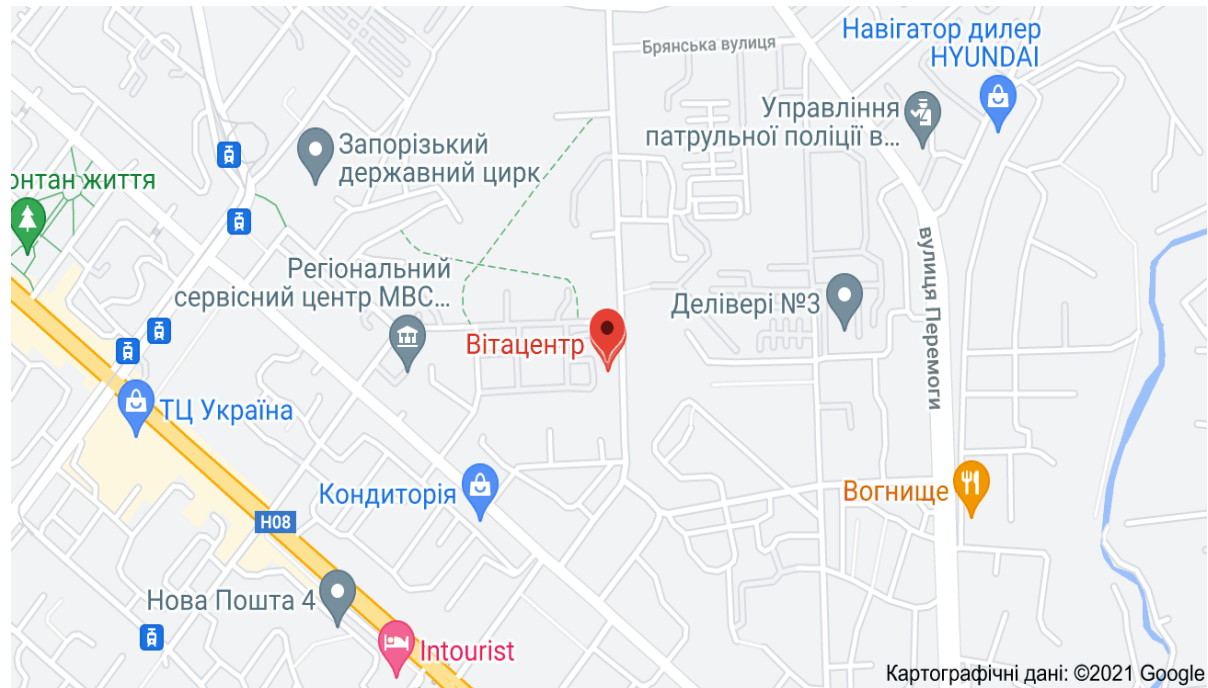 Брянська вулиця
Навігатор дилер
HYUNDAI
Управління
патрульної поліції в...
Запорізький
державний цирк
онтан життя
вулиця Перемоги
Регіональний
сервісний центр МВС...
Делівері №3
Вітацентр
ТЦ Україна
Кондиторія
Вогнище
H08
Нова Пошта 4
Intourist
Картографічні дані: ©2021 Google